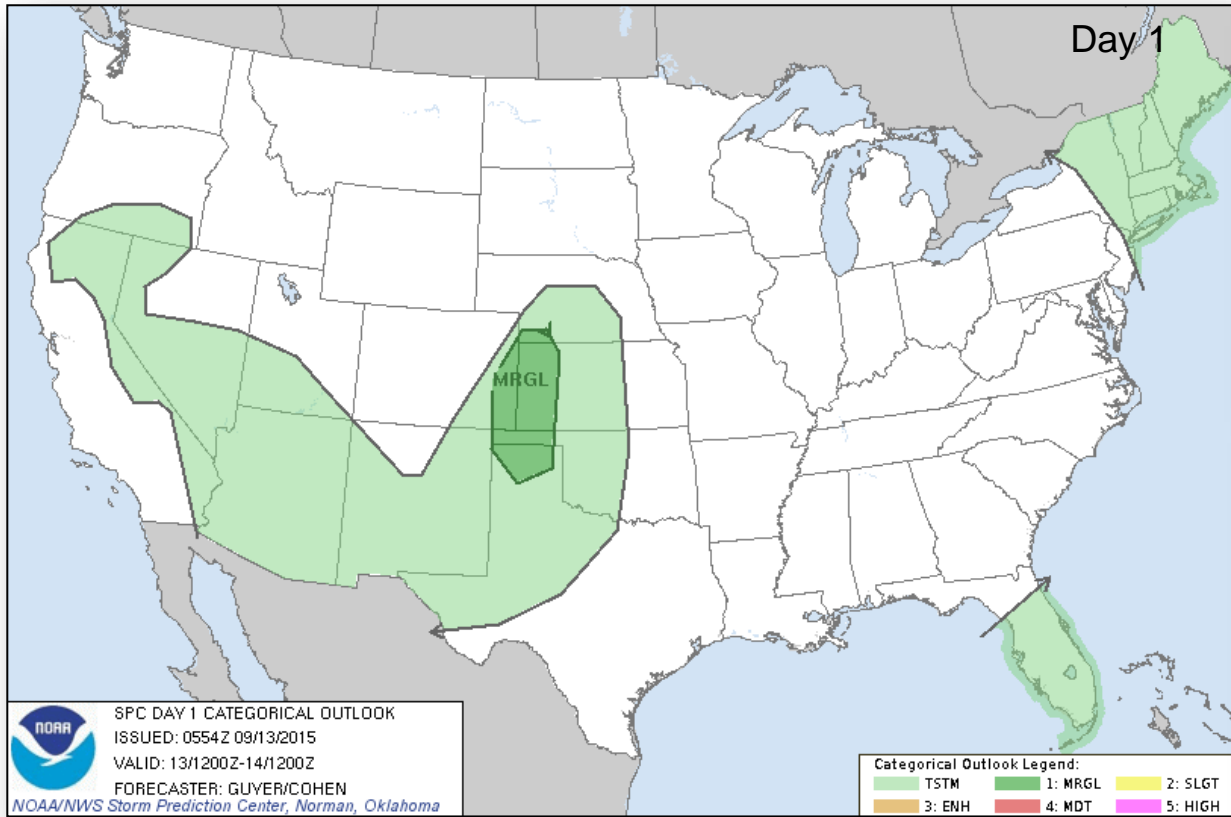 Day 1
MRGL
NOAA
SPC DAY 1 CATEGORICAL OUTLOOK
ISSUED: 0554Z 09/13/2015
VALID: 13/1200Z-14/1200Z
FORECASTER: GUYER/COHEN
NOAA/NWS Storm Prediction Center, Norman, Oklahoma
Categorical Outlook Legend:
TSTM 1: MRGL 2: SLGT
3: ENH 4: MDT 5: HIGH